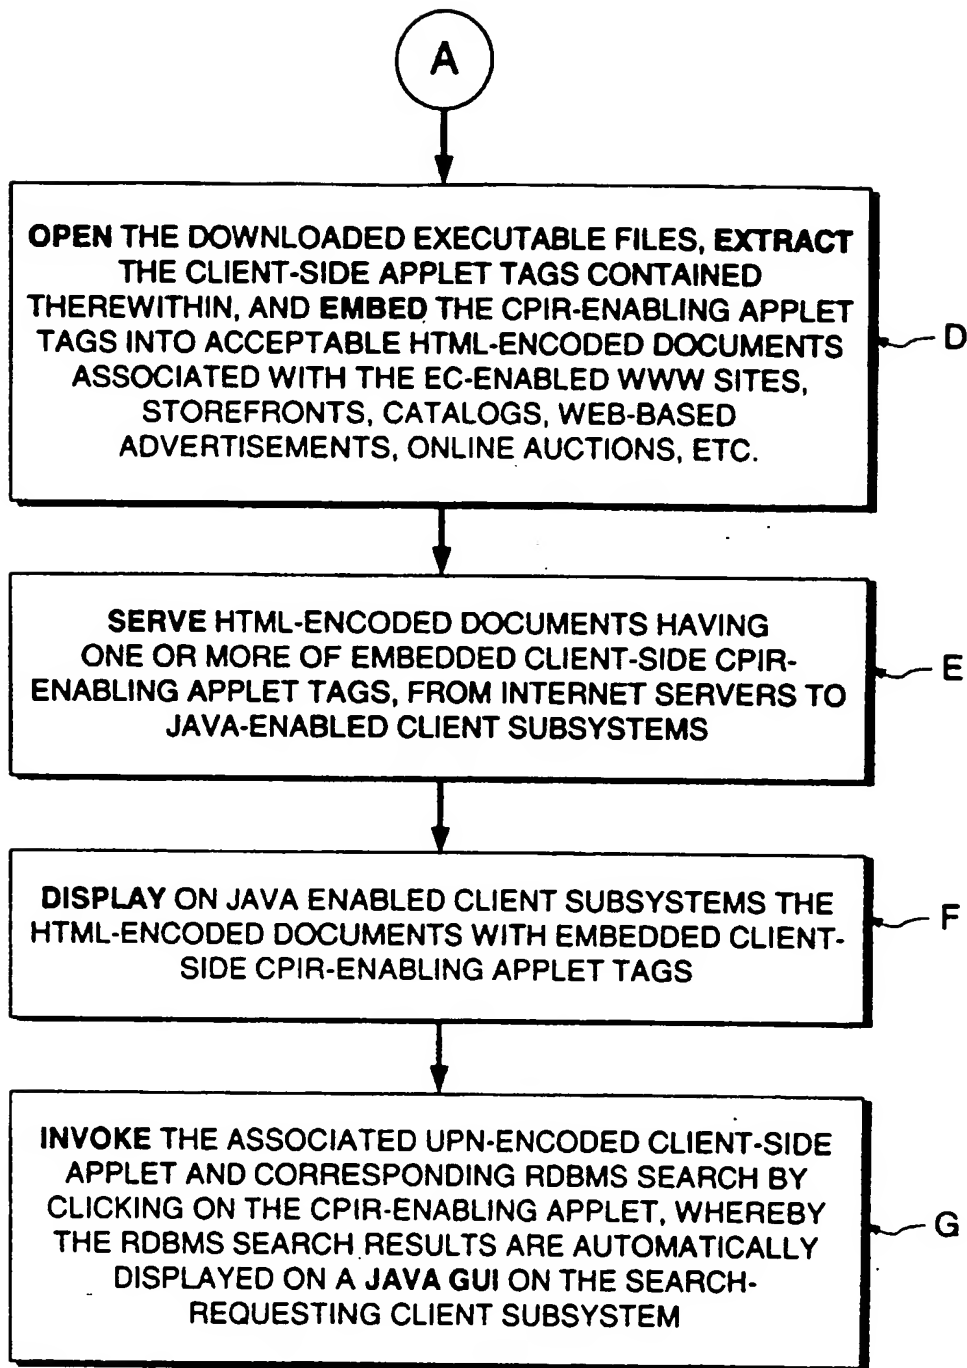 A
OPEN THE DOWNLOADED EXECUTABLE FILES, EXTRACT
THE CLIENT-SIDE APPLET TAGS CONTAINED
THEREWITHIN, AND EMBED THE CPIR-ENABLING APPLET
TAGS INTO ACCEPTABLE HTML-ENCODED DOCUMENTS
ASSOCIATED WITH THE EC-ENABLED WWW SITES,
STOREFRONTS, CATALOGS, WEB-BASED
ADVERTISEMENTS, ONLINE AUCTIONS, ETC.
D
SERVE HTML-ENCODED DOCUMENTS HAVING
ONE OR MORE OF EMBEDDED CLIENT-SIDE CPIR-
ENABLING APPLET TAGS, FROM INTERNET SERVERS TO
JAVA-ENABLED CLIENT SUBSYSTEMS
E
DISPLAY ON JAVA ENABLED CLIENT SUBSYSTEMS THE
HTML-ENCODED DOCUMENTS WITH EMBEDDED CLIENT-
SIDE CPIR-ENABLING APPLET TAGS
F
INVOKE THE ASSOCIATED UPN-ENCODED CLIENT-SIDE
APPLET AND CORRESPONDING RDBMS SEARCH BY
CLICKING ON THE CPIR-ENABLING APPLET, WHEREBY
THE RDBMS SEARCH RESULTS ARE AUTOMATICALLY
DISPLAYED ON A JAVA GUI ON THE SEARCH-
REQUESTING CLIENT SUBSYSTEM
G